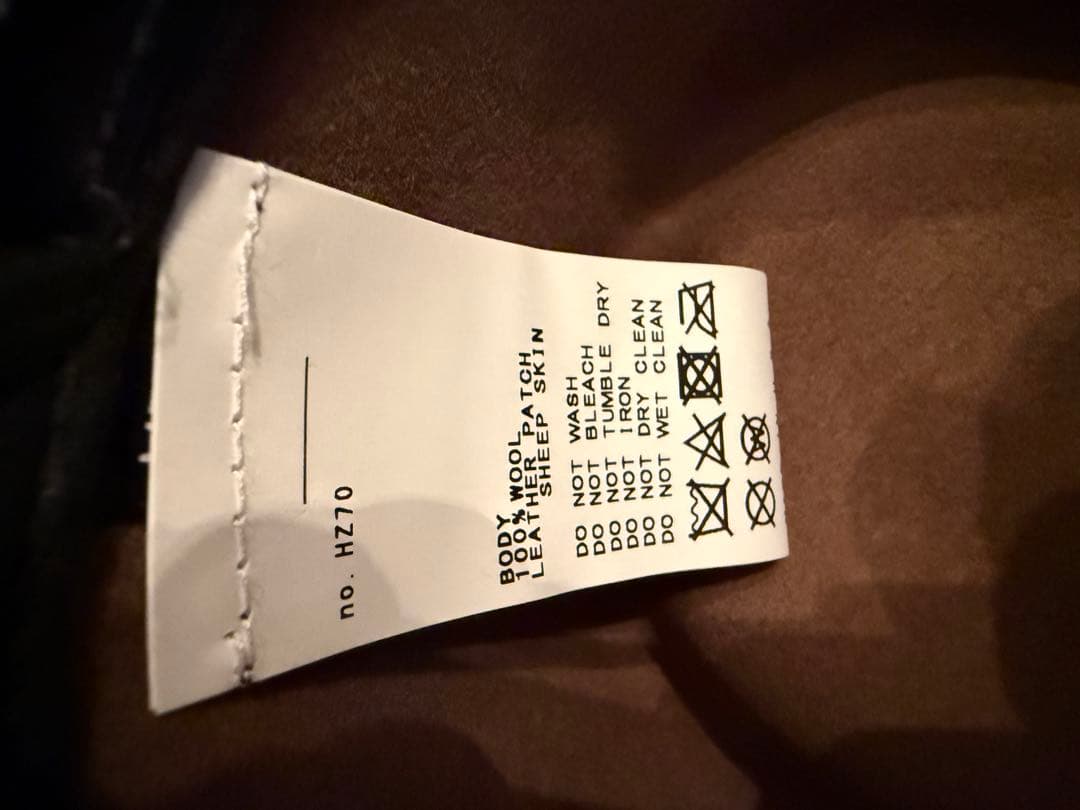 no. HZ70
BODY
100% WOOL
LEATHER PATCH
SHEEP SKIN
DO NOT WASH
DO NOT BLEACH
DO NOT TUMBLE DRY
DO NOT IRON
DO NOT DRY CLEAN
DO NOT WET CLEAN